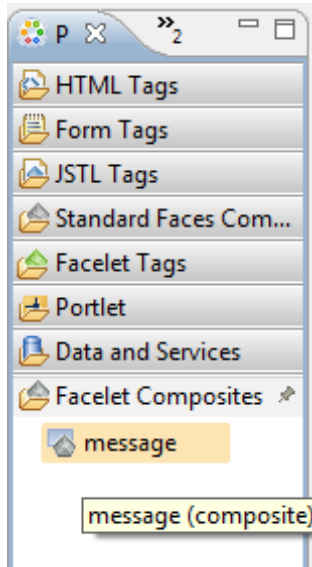 P
»2
HTML Tags
Form Tags
JSTL Tags
Standard Faces Com...
Facelet Tags
Portlet
Data and Services
Facelet Composites
message
message (composite)